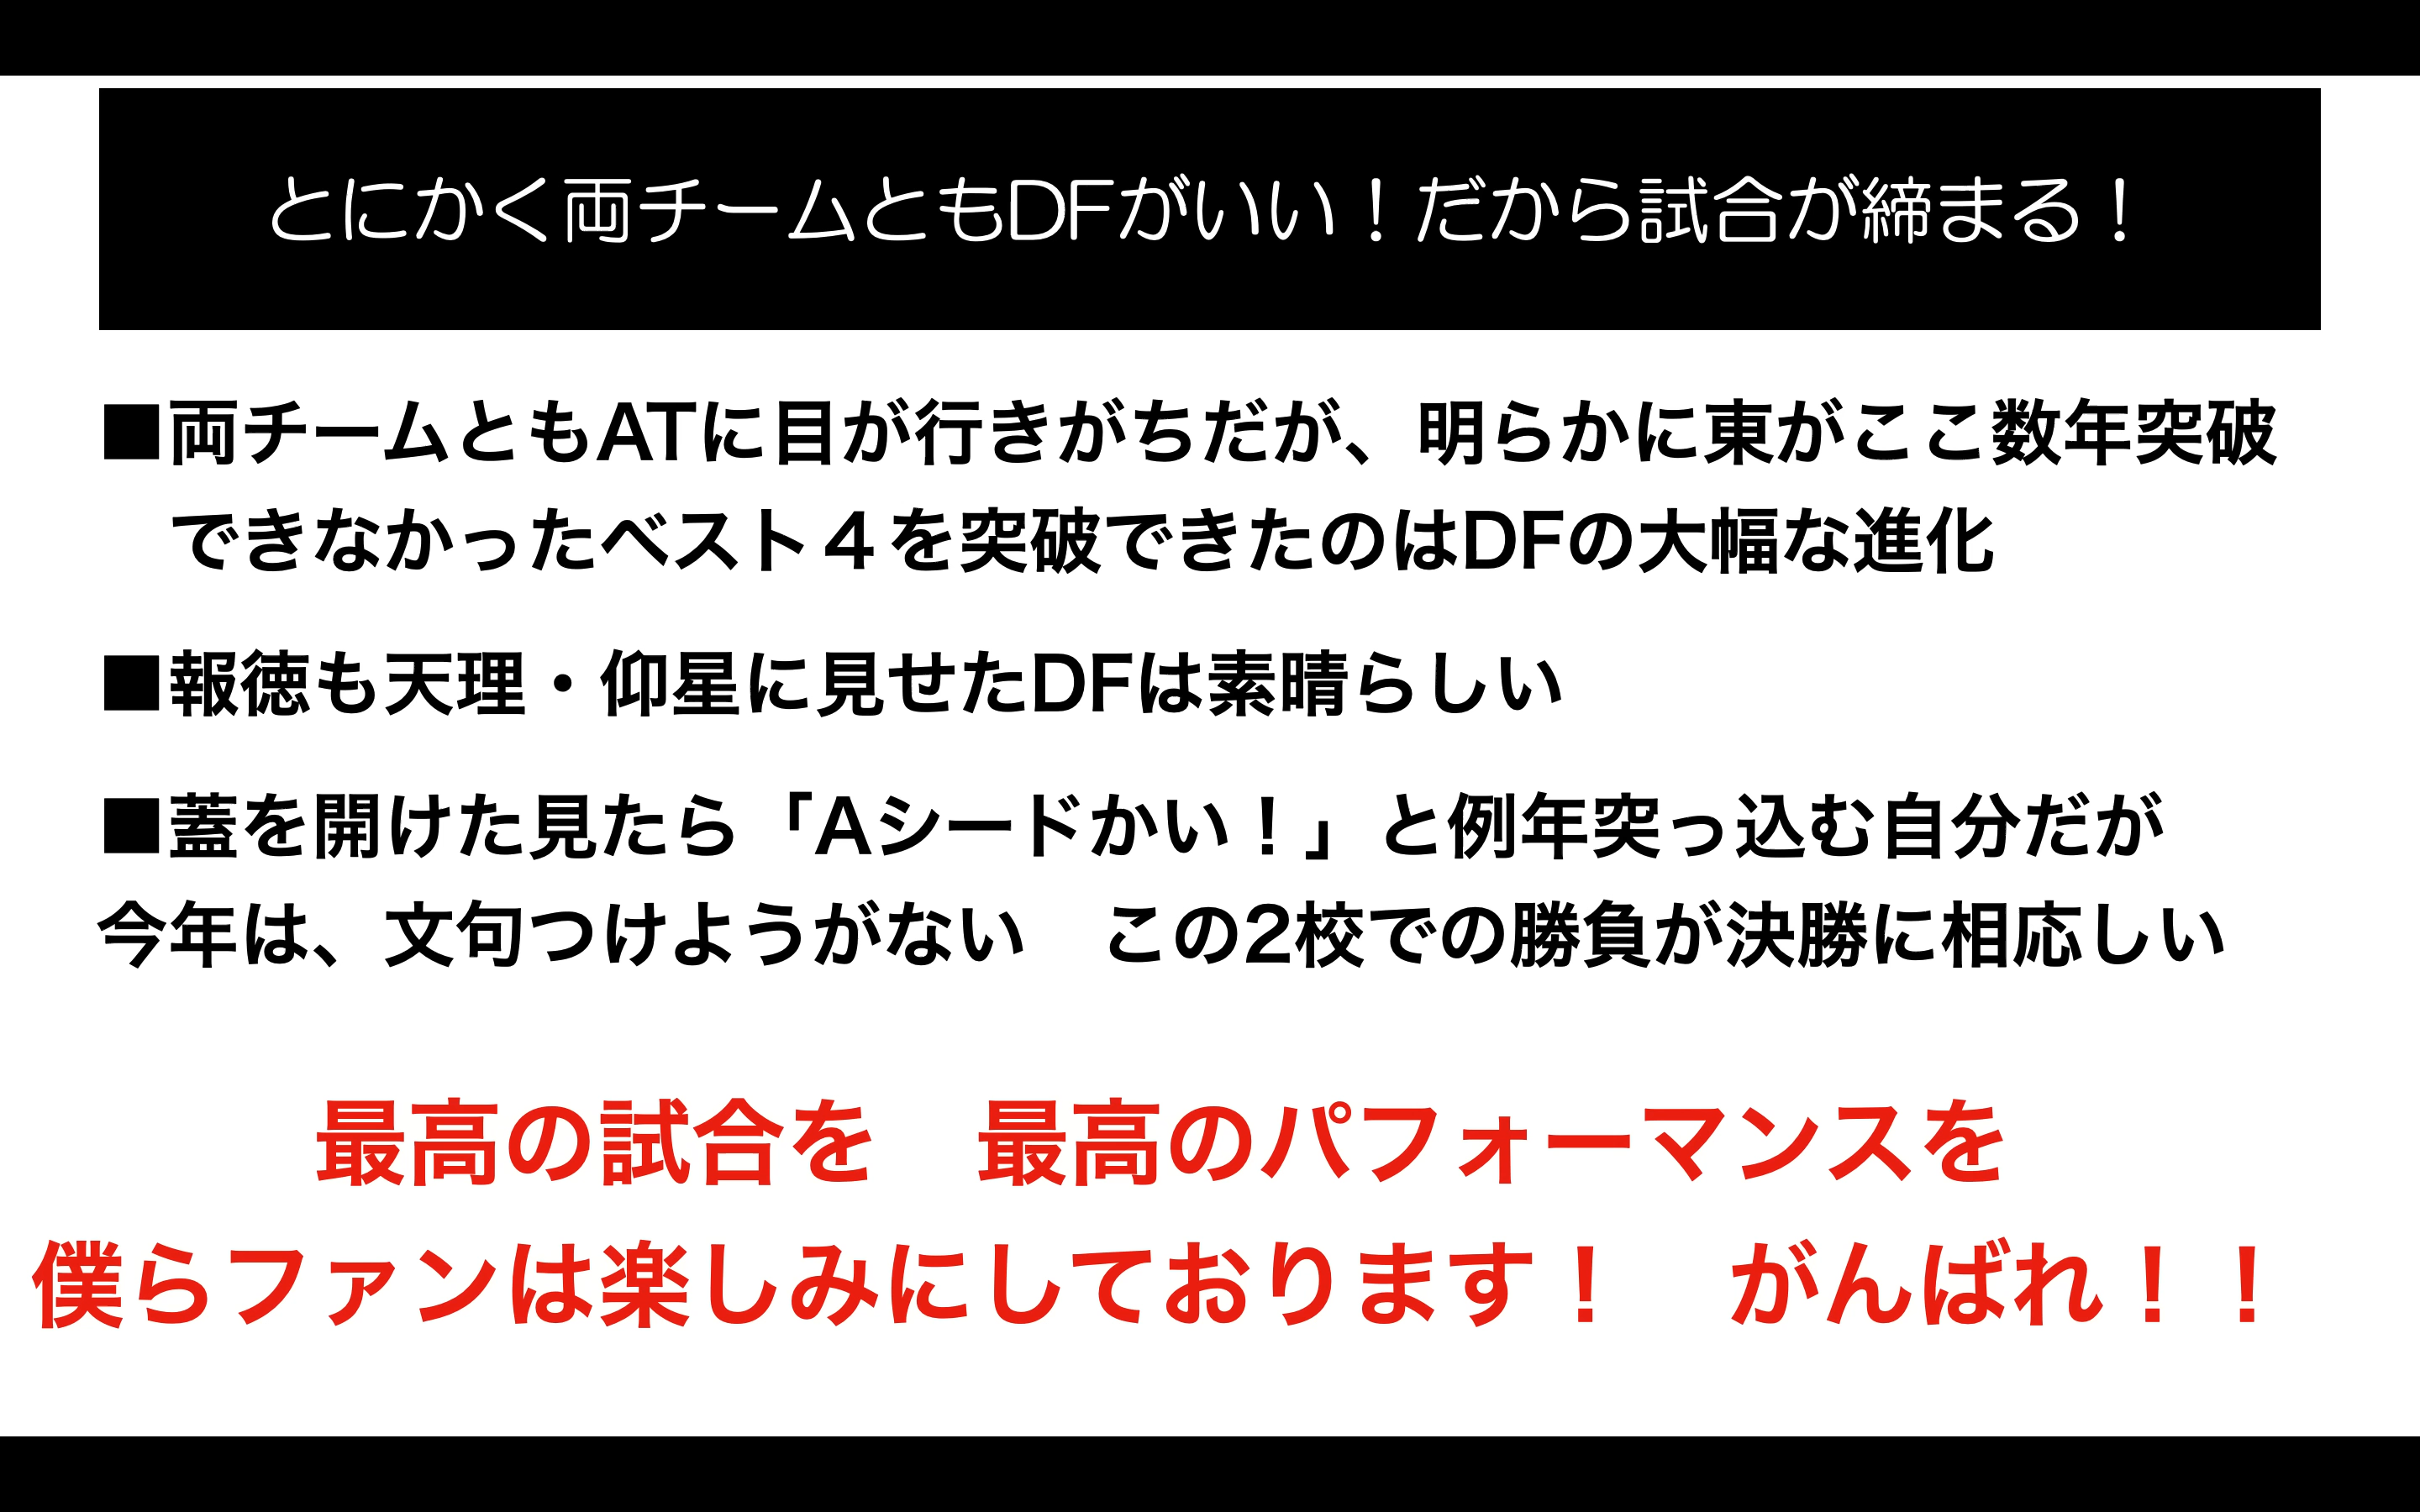 とにかく両チームともDFがいい！だから試合が締まる！
■両チームともATに目が行きがちだが、明らかに東がここ数年突破
できなかったベスト４を突破できたのはDFの大幅な進化
■報徳も天理・仰星に見せたDFは素晴らしい
■蓋を開けた見たら「Aシードかい！」と例年突っ込む自分だが
今年は、文句つけようがない　この2校での勝負が決勝に相応しい
最高の試合を　最高のパフォーマンスを
僕らファンは楽しみにしております！　がんばれ！！